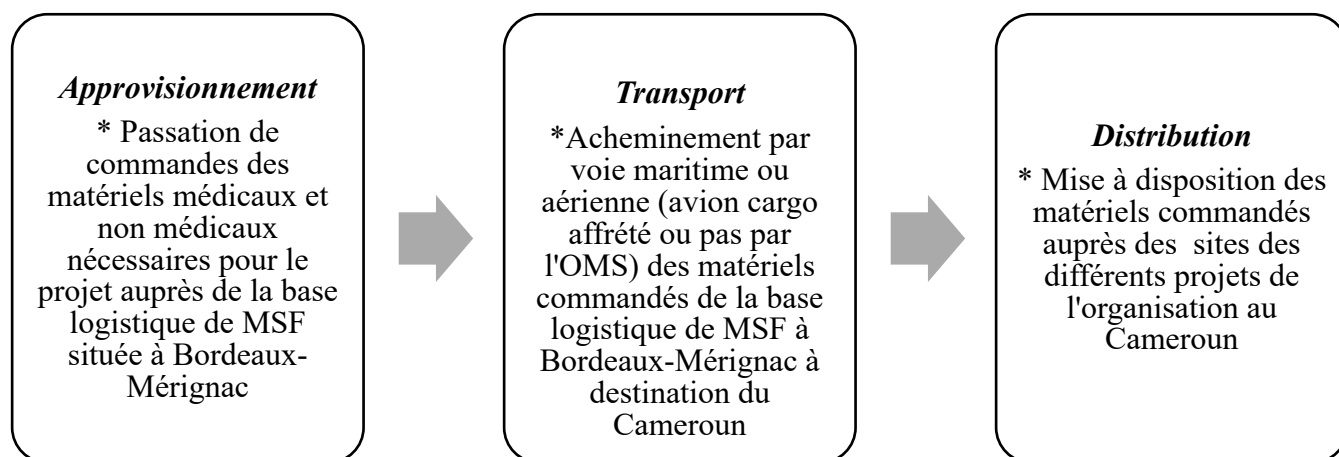 Approvisionnement
* Passation de
commandes des
matériels médicaux et
non médicaux
nécessaires pour le
projet auprès de la base
logistique de MSF
située à Bordeaux-
Mérignac
Transport
*Acheminement par
voie maritime ou
aérienne (avion cargo
affrété ou pas par
l'OMS) des matériels
commandés de la base
logistique de MSF à
Bordeaux-Mérignac à
destination du
Cameroun
Distribution
* Mise à disposition des
matériels commandés
auprès des sites des
différents projets de
l'organisation au
Cameroun